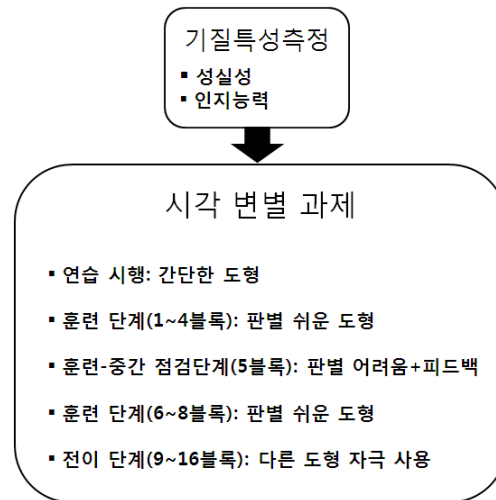 기질특성측정
▪ 성실성
▪ 인지능력
시각 변별 과제
▪ 연습 시행: 간단한 도형
▪ 훈련 단계(1~4블록): 판별 쉬운 도형
▪ 훈련-중간 점검단계(5블록): 판별 어려움+피드백
▪ 훈련 단계(6~8블록): 판별 쉬운 도형
▪ 전이 단계(9~16블록): 다른 도형 자극 사용